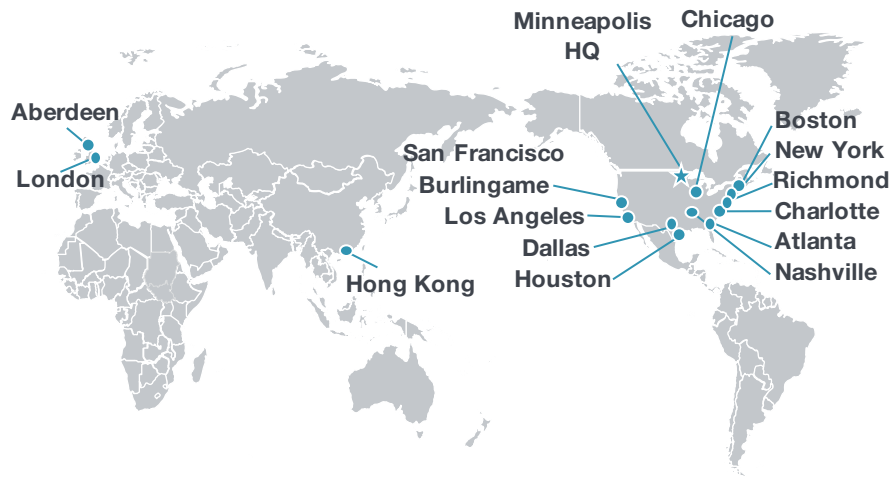 Minneapolis
HQ
Chicago
Aberdeen
London
Hong Kong
San Francisco
Burlingame
Los Angeles
Dallas
Houston
Boston
New York
Richmond
Charlotte
Atlanta
Nashville